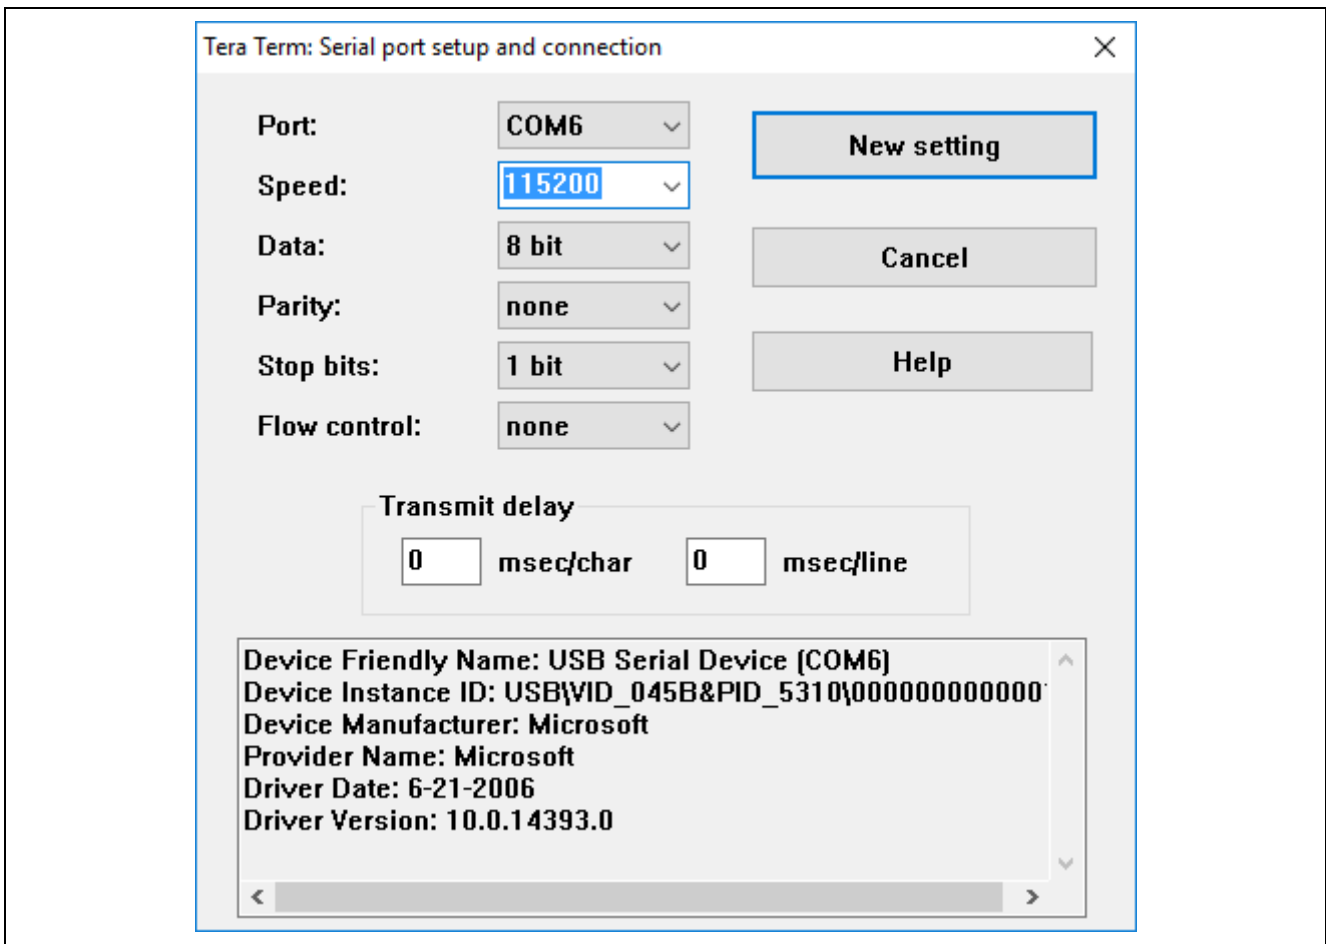 Tera Term: Serial port setup and connection
Port: COM6
New setting
Speed: 115200
Data: 8 bit
Cancel
Parity: none
Stop bits: 1 bit
Help
Flow control: none
Transmit delay
0 msec/char 0 msec/line
Device Friendly Name: USB Serial Device (COM6)
Device Instance ID: USB\VID_045B&PID_5310\000000000000
Device Manufacturer: Microsoft
Provider Name: Microsoft
Driver Date: 6-21-2006
Driver Version: 10.0.14393.0